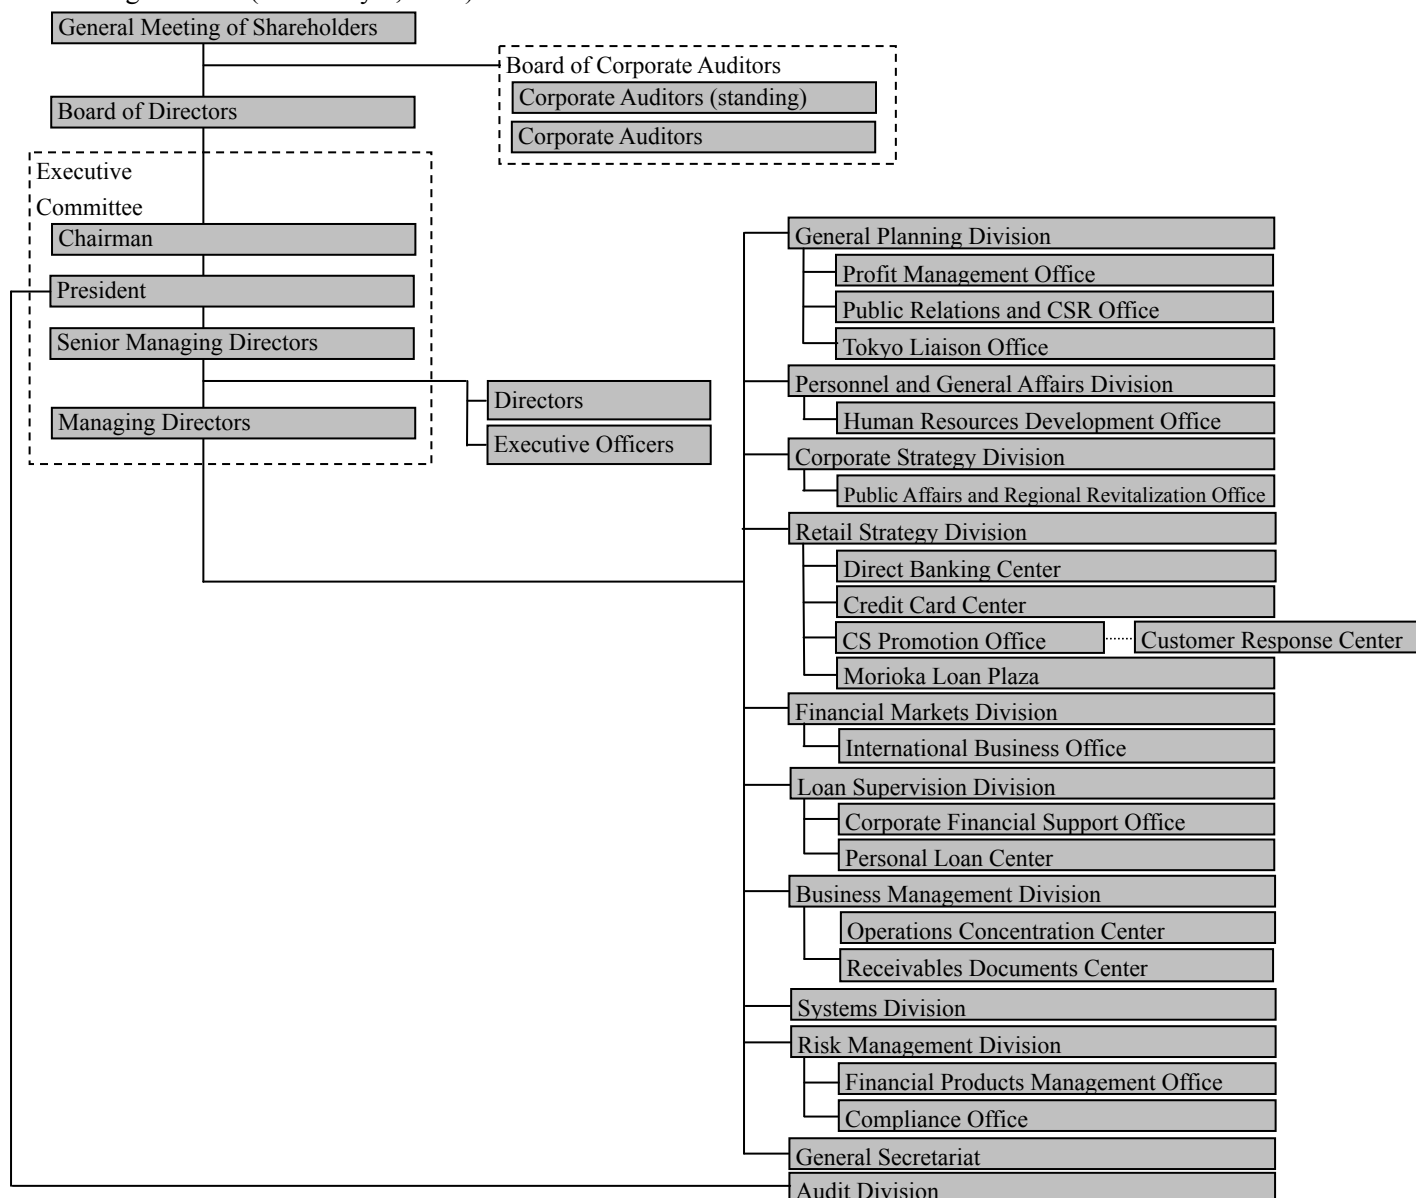 General Meeting of Shareholders
Board of Corporate Auditors
Corporate Auditors (standing)
Board of Directors
Corporate Auditors
Executive
Committee
Chairman
President
Senior Managing Directors
Directors
Managing Directors
Executive Officers
General Planning Division
Profit Management Office
Public Relations and CSR Office
Tokyo Liaison Office
Personnel and General Affairs Division
Human Resources Development Office
Corporate Strategy Division
Public Affairs and Regional Revitalization Office
Retail Strategy Division
Direct Banking Center
Credit Card Center
CS Promotion Office
Customer Response Center
Morioka Loan Plaza
Financial Markets Division
International Business Office
Loan Supervision Division
Corporate Financial Support Office
Personal Loan Center
Business Management Division
Operations Concentration Center
Receivables Documents Center
Systems Division
Risk Management Division
Financial Products Management Office
Compliance Office
General Secretariat
Audit Division